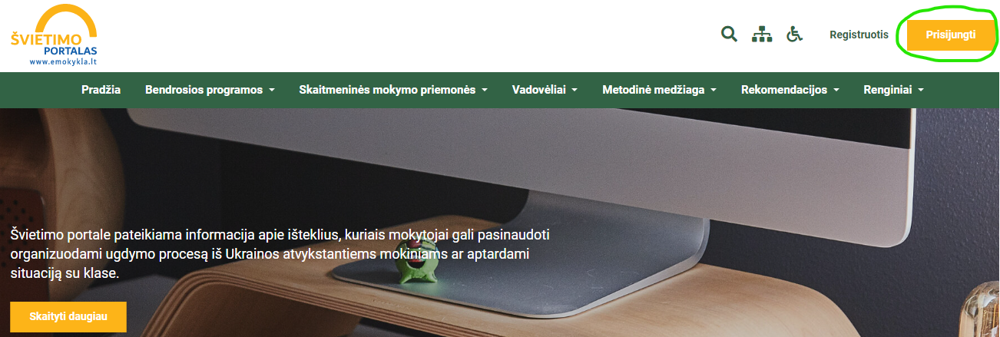 ŠVIETIMO
PORTALAS
www.emokykla.lt
Registruotis
Prisijungti
Pradžia Bendrosios programos Skaitmeninės mokymo priemonės Vadovėliai Metodinė medžiaga Rekomendacijos Renginiai
Švietimo portale pateikiama informacija apie išteklius, kuriais mokytojai gali pasinaudoti
organizuodami ugdymo procesą iš Ukrainos atvykstantiems mokiniams ar aptardami
situaciją su klase.
Skaityti daugiau